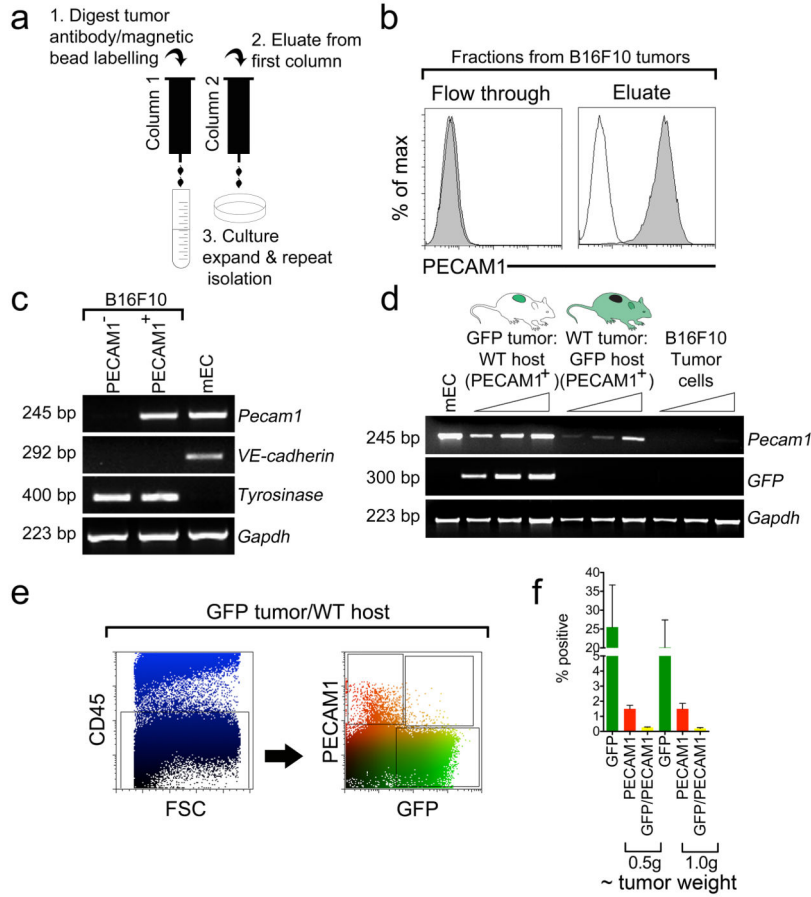 a
1. Digest tumor
antibody/magnetic
bead labelling
2. Eluate from
first column
Column 1
Column 2
3. Culture
expand & repeat
isolation
b
Fractions from B16F10 tumors
Flow through
Eluate
% of max
PECAM1
c
B16F10
PECAM1-
PECAM1+
mEC
245 bp
Pecam1
292 bp
VE-cadherin
400 bp
Tyrosinase
223 bp
Gapdh
d
GFP tumor:
WT host
(PECAM1+)
WT tumor:
GFP host
(PECAM1+)
B16F10
Tumor
cells
mEC
245 bp
Pecam1
300 bp
GFP
223 bp
Gapdh
e
GFP tumor/WT host
CD45
FSC
PECAM1
GFP
f
% positive
40
35
30
25
20
5
4
3
2
1
0
GFP
PECAM1
GFP/PECAM1
GFP
PECAM1
GFP/PECAM1
0.5g
1.0g
~ tumor weight